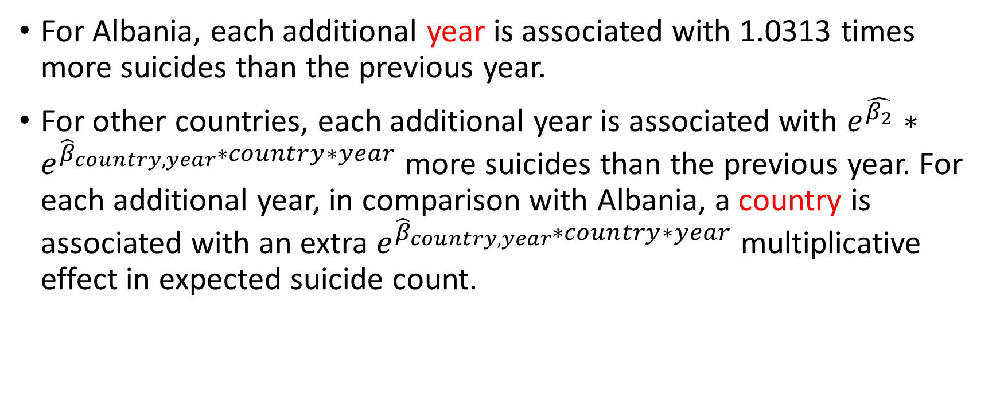 • For Albania, each additional year is associated with 1.0313 times
more suicides than the previous year.
• For other countries, each additional year is associated with $e^{\widehat{\beta_2}} *$
$e^{\hat{\beta}_{country,year}*country*year}$ more suicides than the previous year. For
each additional year, in comparison with Albania, a country is
associated with an extra $e^{\hat{\beta}_{country,year}*country*year}$ multiplicative
effect in expected suicide count.